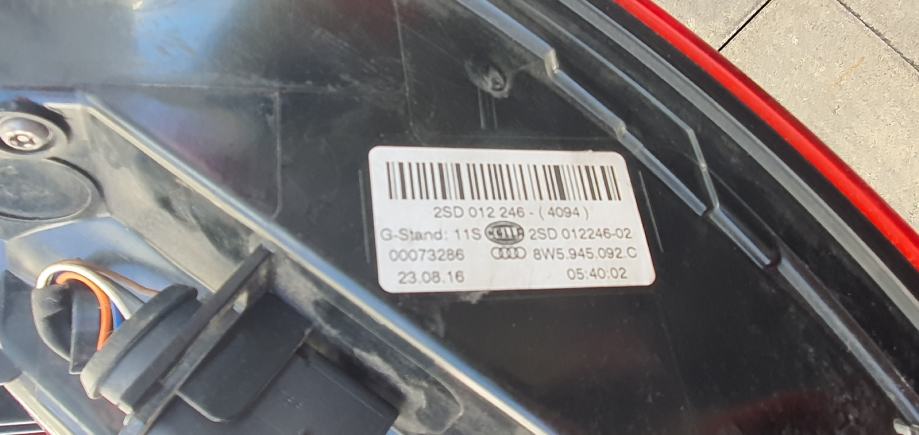 2SD 012 246 - ( 4094 )
G-Stand: 11S HELLA 2SD 012246-02
00073286 8W5.945.092.C
23.08.16 05:40:02